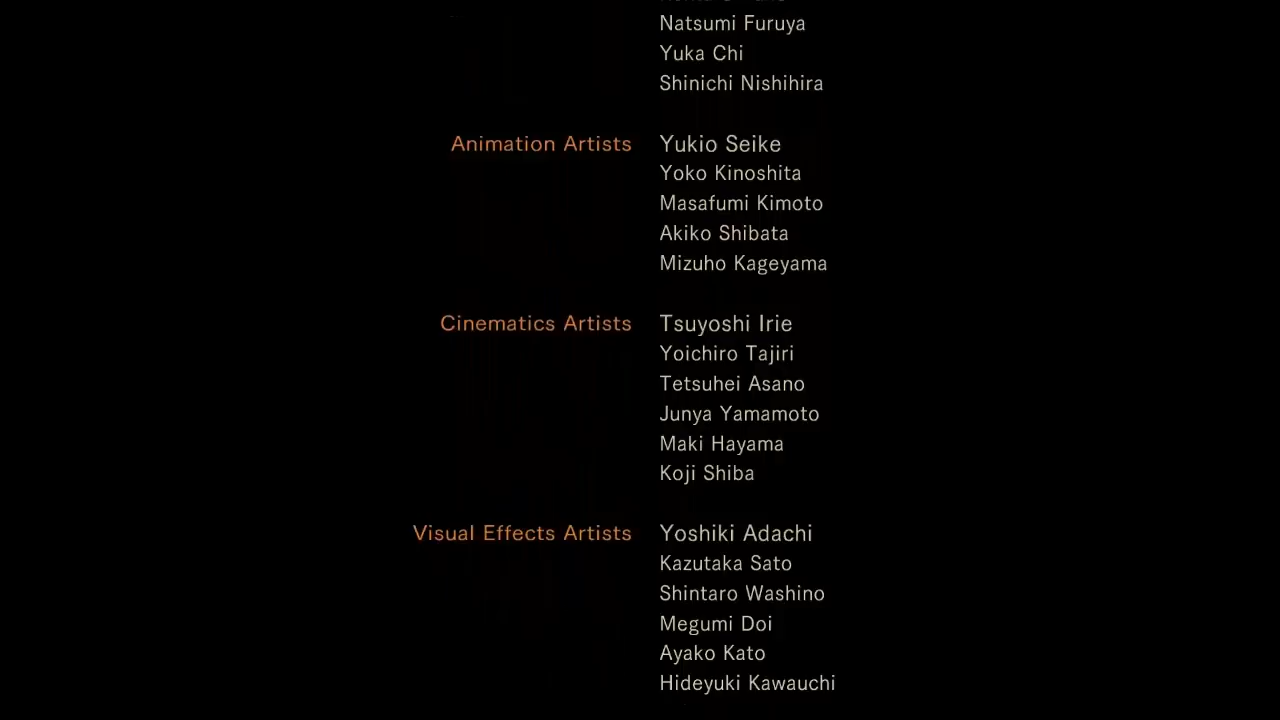 Natsumi Furuya
Yuka Chi
Shinichi Nishihira
Animation Artists Yukio Seike
Yoko Kinoshita
Masafumi Kimoto
Akiko Shibata
Mizuho Kageyama
Cinematics Artists Tsuyoshi Irie
Yoichiro Tajiri
Tetsuhei Asano
Junya Yamamoto
Maki Hayama
Koji Shiba
Visual Effects Artists Yoshiki Adachi
Kazutaka Sato
Shintaro Washino
Megumi Doi
Ayako Kato
Hideyuki Kawauchi